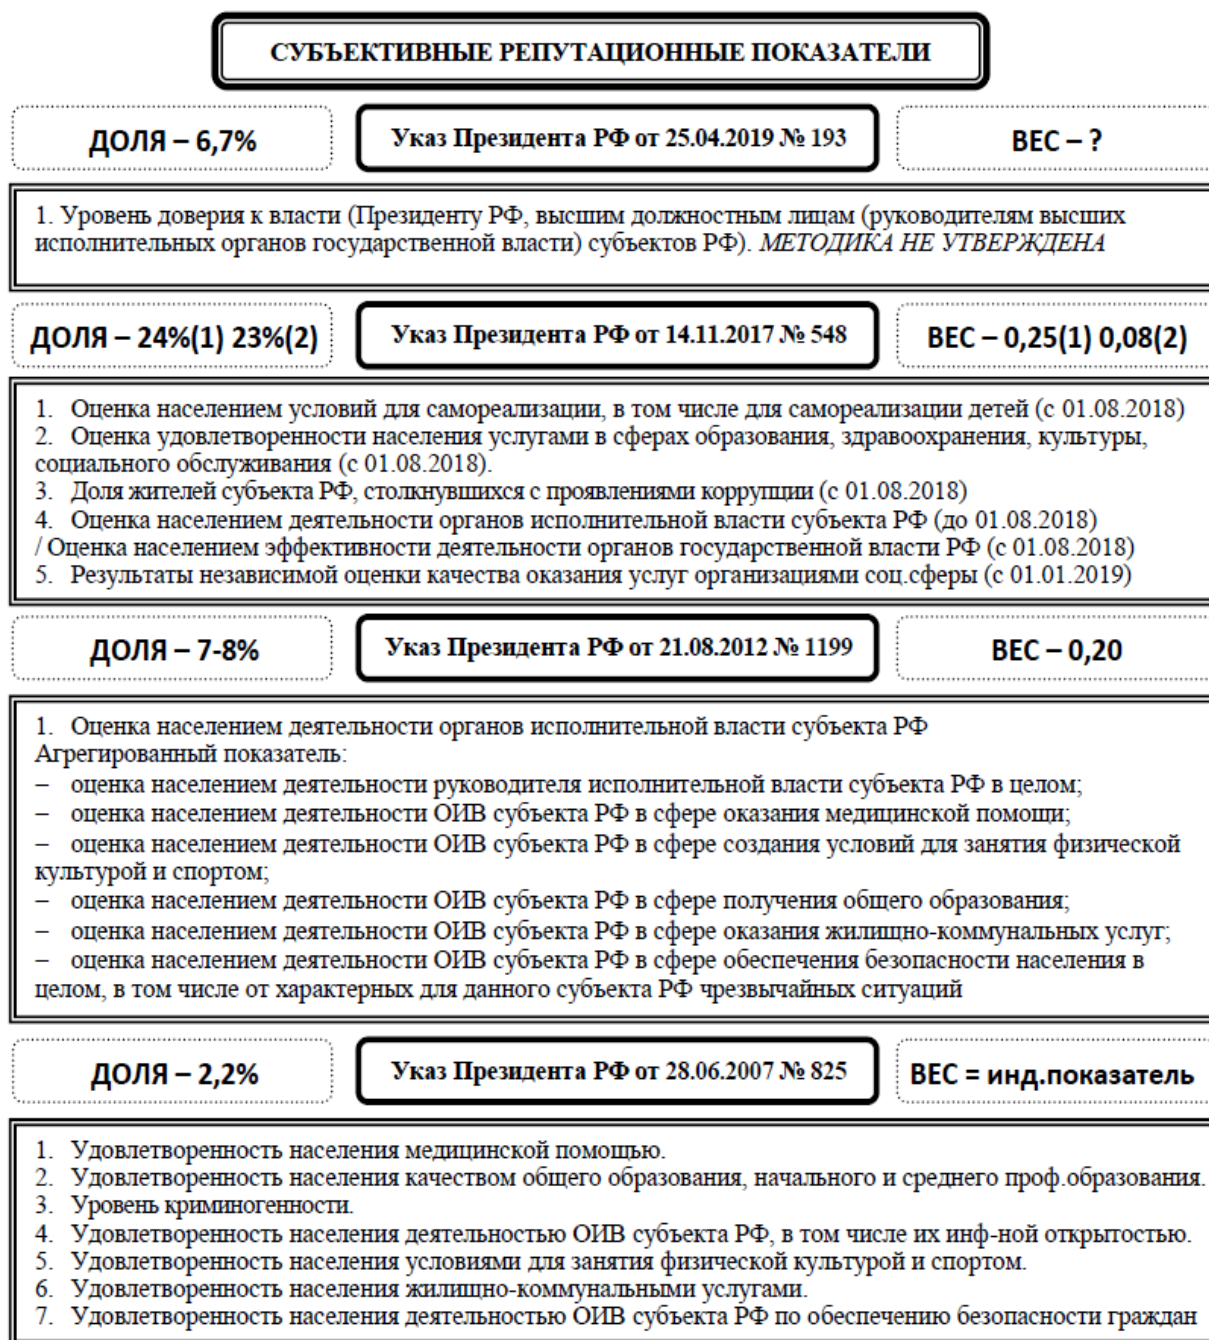 СУБЪЕКТИВНЫЕ РЕПУТАЦИОННЫЕ ПОКАЗАТЕЛИ
ДОЛЯ – 6,7%
Указ Президента РФ от 25.04.2019 № 193
ВЕС – ?
1. Уровень доверия к власти (Президенту РФ, высшим должностным лицам (руководителям высших
исполнительных органов государственной власти) субъектов РФ). МЕТОДИКА НЕ УТВЕРЖДЕНА
ДОЛЯ – 24%(1) 23%(2)
Указ Президента РФ от 14.11.2017 № 548
ВЕС – 0,25(1) 0,08(2)
1. Оценка населением условий для самореализации, в том числе для самореализации детей (с 01.08.2018)
2. Оценка удовлетворенности населения услугами в сферах образования, здравоохранения, культуры,
социального обслуживания (с 01.08.2018).
3. Доля жителей субъекта РФ, столкнувшихся с проявлениями коррупции (с 01.08.2018)
4. Оценка населением деятельности органов исполнительной власти субъекта РФ (до 01.08.2018)
/ Оценка населением эффективности деятельности органов государственной власти РФ (с 01.08.2018)
5. Результаты независимой оценки качества оказания услуг организациями соц.сферы (с 01.01.2019)
ДОЛЯ – 7-8%
Указ Президента РФ от 21.08.2012 № 1199
ВЕС – 0,20
1. Оценка населением деятельности органов исполнительной власти субъекта РФ
Агрегированный показатель:
– оценка населением деятельности руководителя исполнительной власти субъекта РФ в целом;
– оценка населением деятельности ОИВ субъекта РФ в сфере оказания медицинской помощи;
– оценка населением деятельности ОИВ субъекта РФ в сфере создания условий для занятия физической
культурой и спортом;
– оценка населением деятельности ОИВ субъекта РФ в сфере получения общего образования;
– оценка населением деятельности ОИВ субъекта РФ в сфере оказания жилищно-коммунальных услуг;
– оценка населением деятельности ОИВ субъекта РФ в сфере обеспечения безопасности населения в
целом, в том числе от характерных для данного субъекта РФ чрезвычайных ситуаций
ДОЛЯ – 2,2%
Указ Президента РФ от 28.06.2007 № 825
ВЕС = инд.показатель
1. Удовлетворенность населения медицинской помощью.
2. Удовлетворенность населения качеством общего образования, начального и среднего проф.образования.
3. Уровень криминогенности.
4. Удовлетворенность населения деятельностью ОИВ субъекта РФ, в том числе их инф-ной открытостью.
5. Удовлетворенность населения условиями для занятия физической культурой и спортом.
6. Удовлетворенность населения жилищно-коммунальными услугами.
7. Удовлетворенность населения деятельностью ОИВ субъекта РФ по обеспечению безопасности граждан